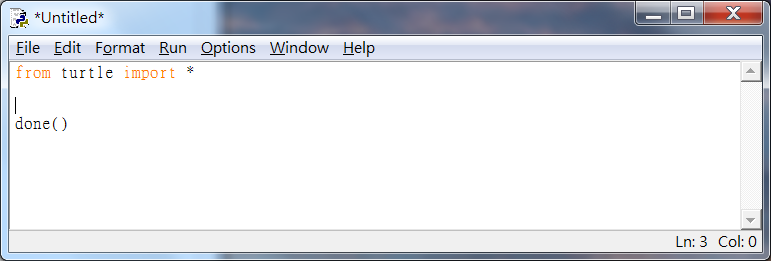 *Untitled*
File Edit Format Run Options Window Help
from turtle import *
done()
Ln: 3 Col: 0